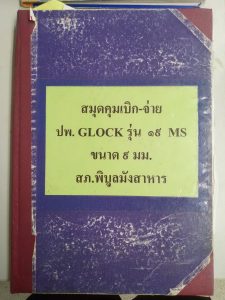 สมุดคุมเบิก-จ่าย
ปพ. GLOCK รุ่น ๑๙ MS
ขนาด ๙ มม.
สภ.พิบูลมังสาหาร